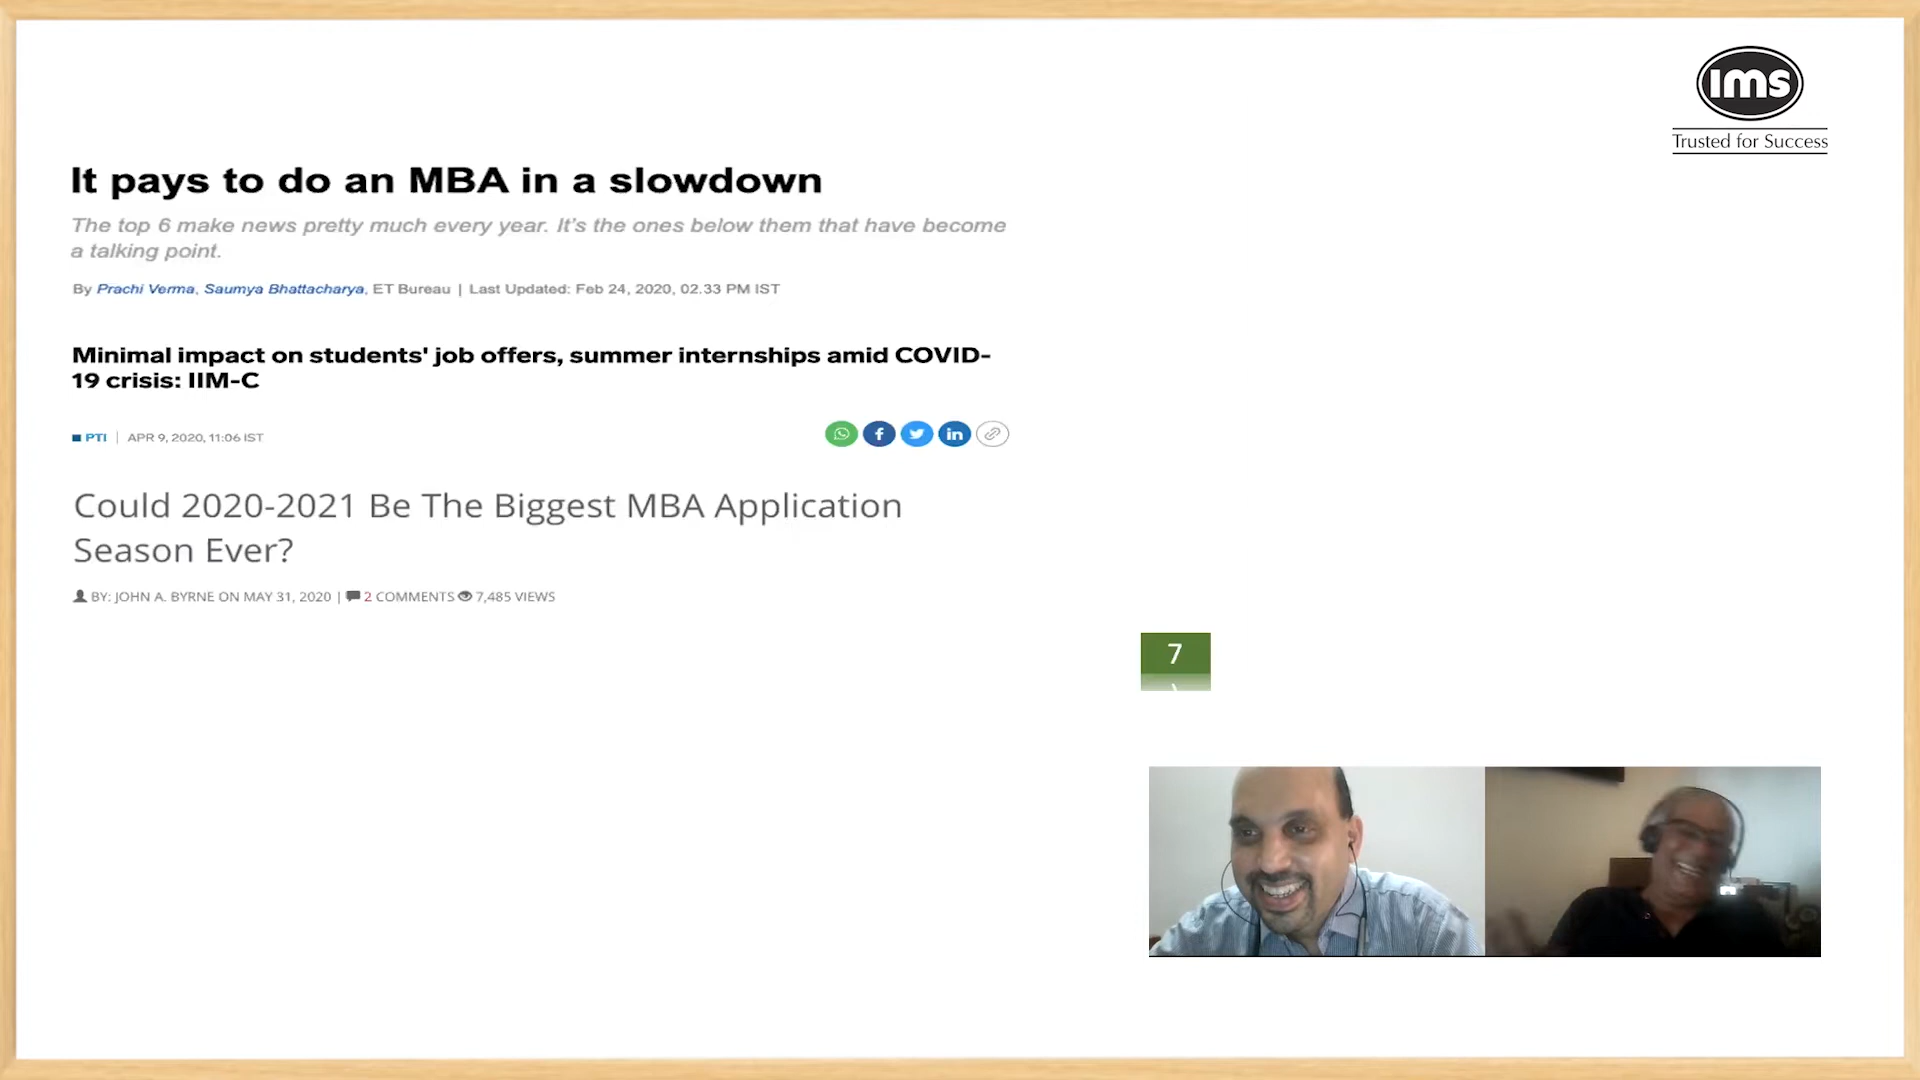 ims
Trusted for Success
It pays to do an MBA in a slowdown
The top 6 make news pretty much every year. It's the ones below them that have become
a talking point.
By Prachi Verma, Saumya Bhattacharya, ET Bureau | Last Updated: Feb 24, 2020, 02.33 PM IST
Minimal impact on students' job offers, summer internships amid COVID-
19 crisis: IIM-C
PTI | APR 9, 2020, 11:06 IST
Could 2020-2021 Be The Biggest MBA Application
Season Ever?
BY: JOHN A. BYRNE ON MAY 31, 2020 | 2 COMMENTS 7,485 VIEWS
7